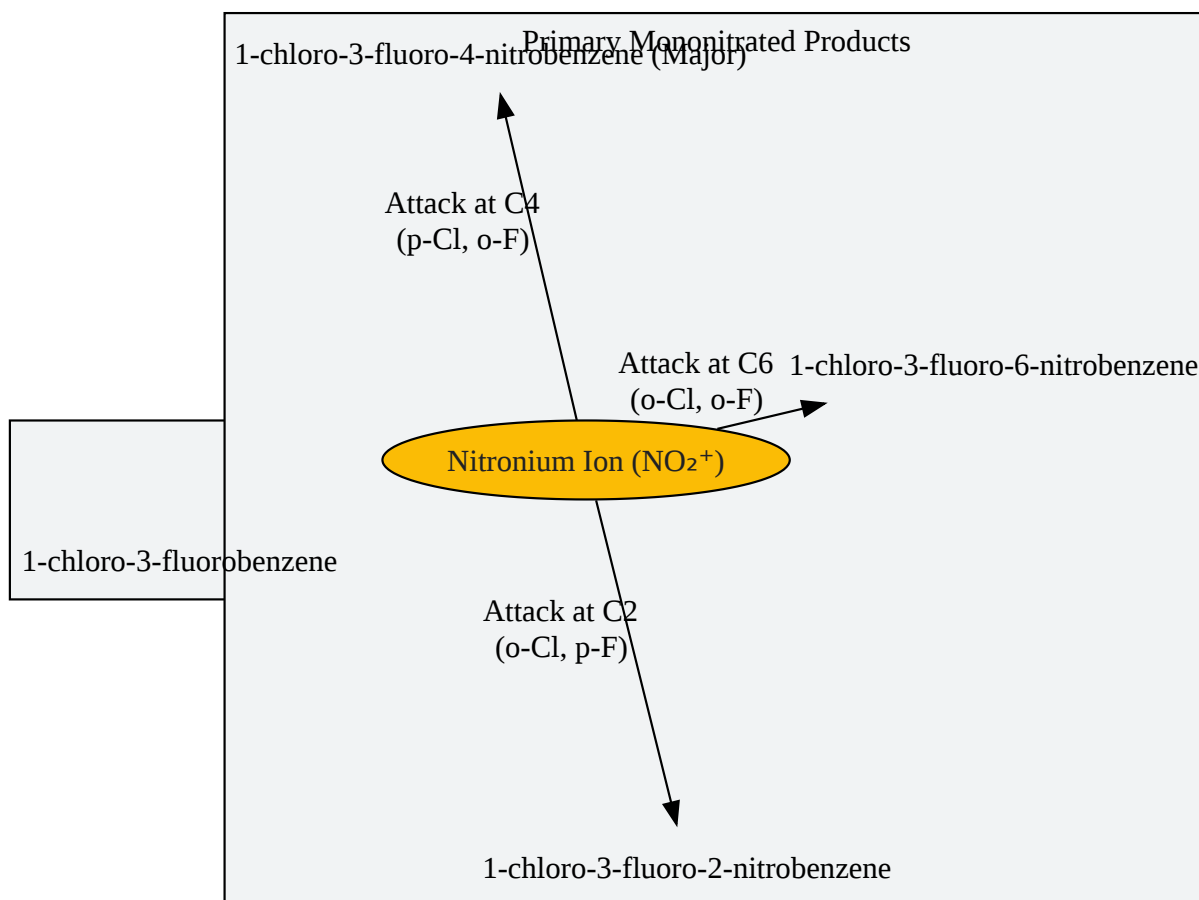 Primary Mononitrated Products
1-chloro-3-fluoro-4-nitrobenzene (Major)
Attack at C4
(p-Cl, o-F)
Attack at C6
(o-Cl, o-F)
1-chloro-3-fluoro-6-nitrobenzene
Nitronium Ion (NO₂⁺)
1-chloro-3-fluorobenzene
Attack at C2
(o-Cl, p-F)
1-chloro-3-fluoro-2-nitrobenzene